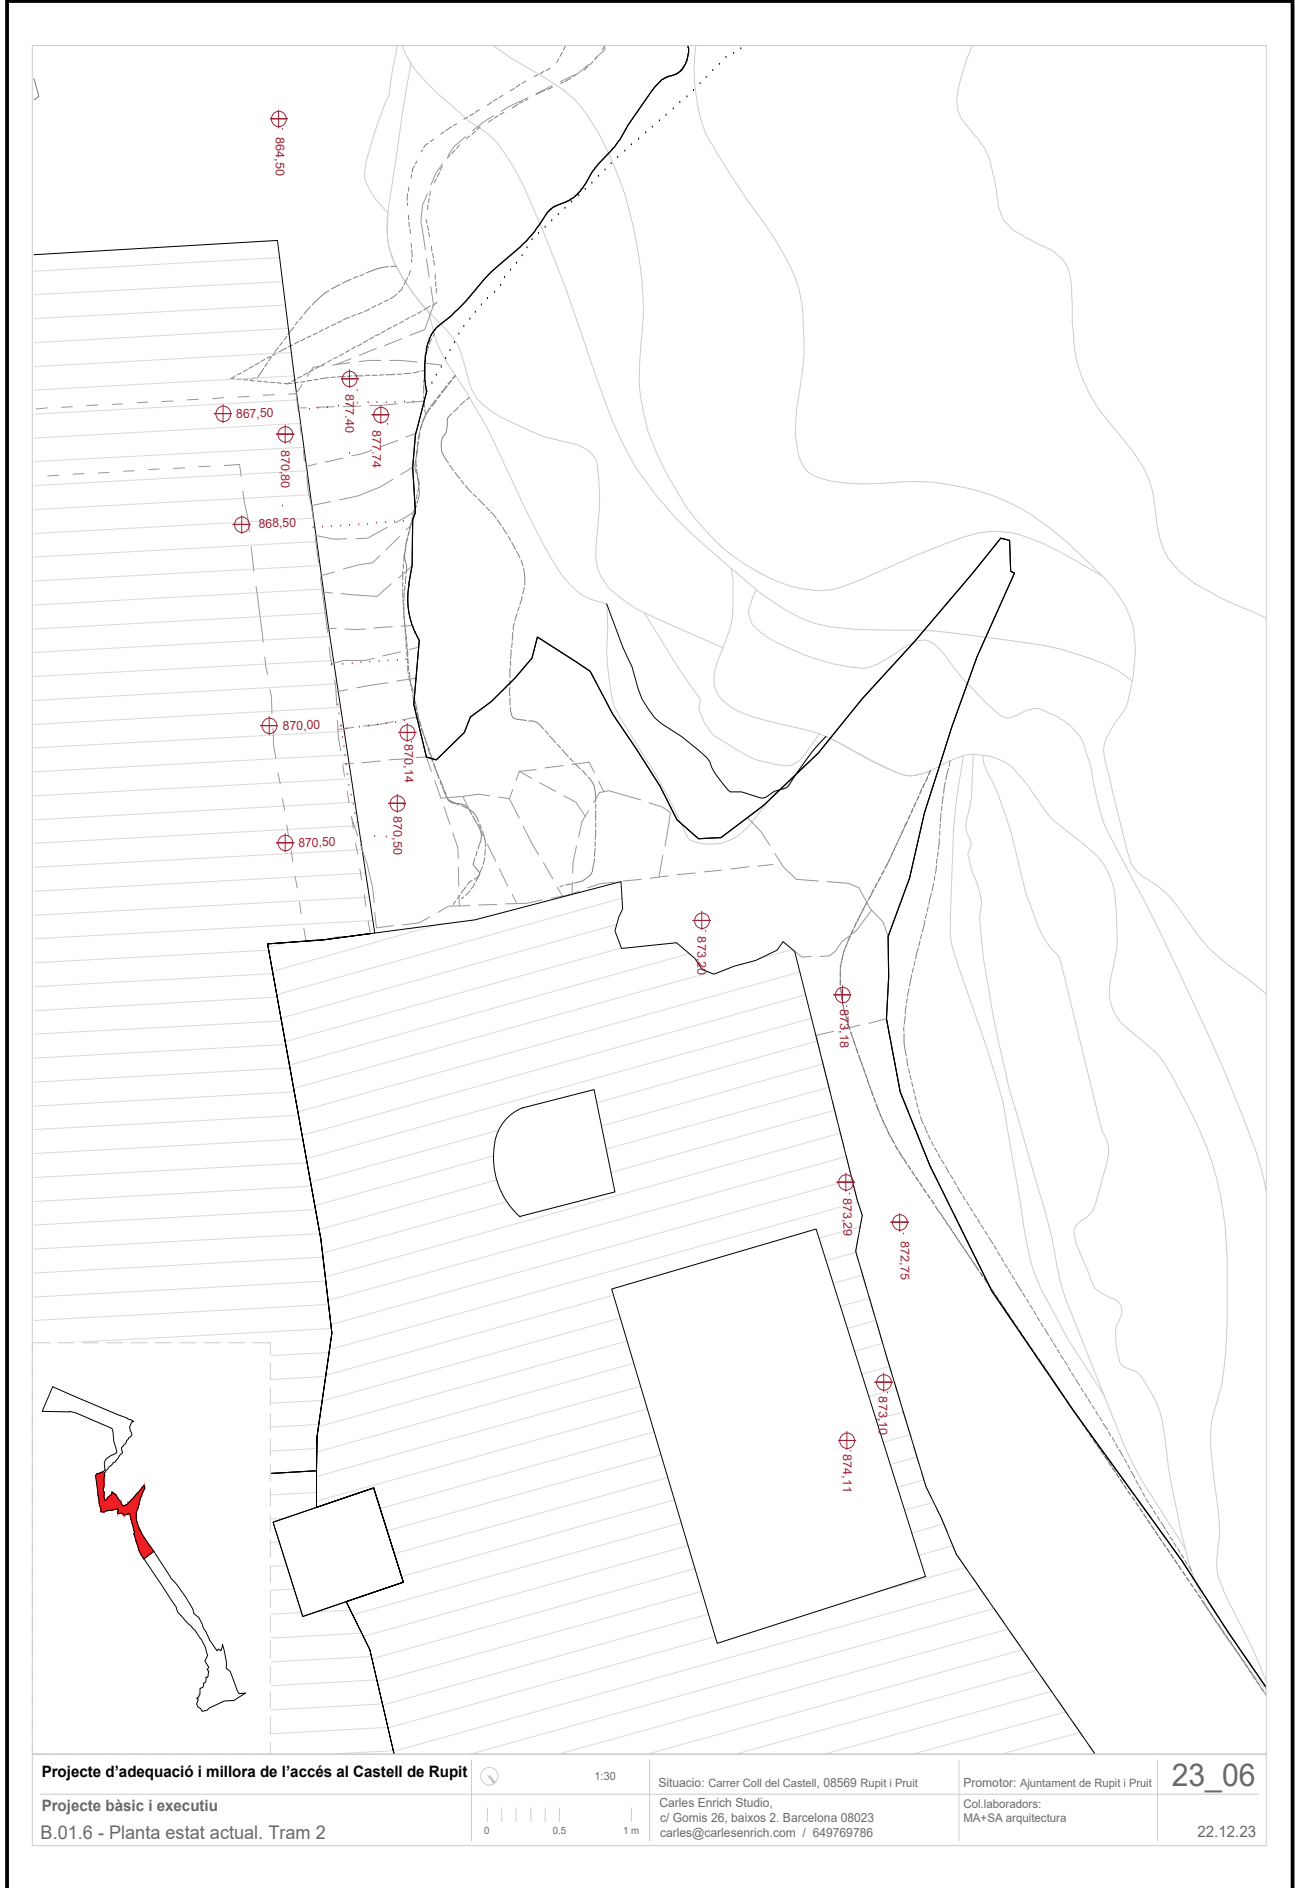 864,50
877.40
877,74
867,50
870,80
868,50
870,00
870,14
870,50
870,50
873,20
873,18
873,29
872,75
873,10
874,11
Projecte d’adequació i millora de l’accés al Castell de Rupit
Projecte bàsic i executiu
B.01.6 - Planta estat actual. Tram 2
1:30
0 0.5 1 m
Situacio: Carrer Coll del Castell, 08569 Rupit i Pruit
Carles Enrich Studio,
c/ Gomis 26, baixos 2. Barcelona 08023
carles@carlesenrich.com / 649769786
Promotor: Ajuntament de Rupit i Pruit
Col.laboradors:
MA+SA arquitectura
23_06
22.12.23